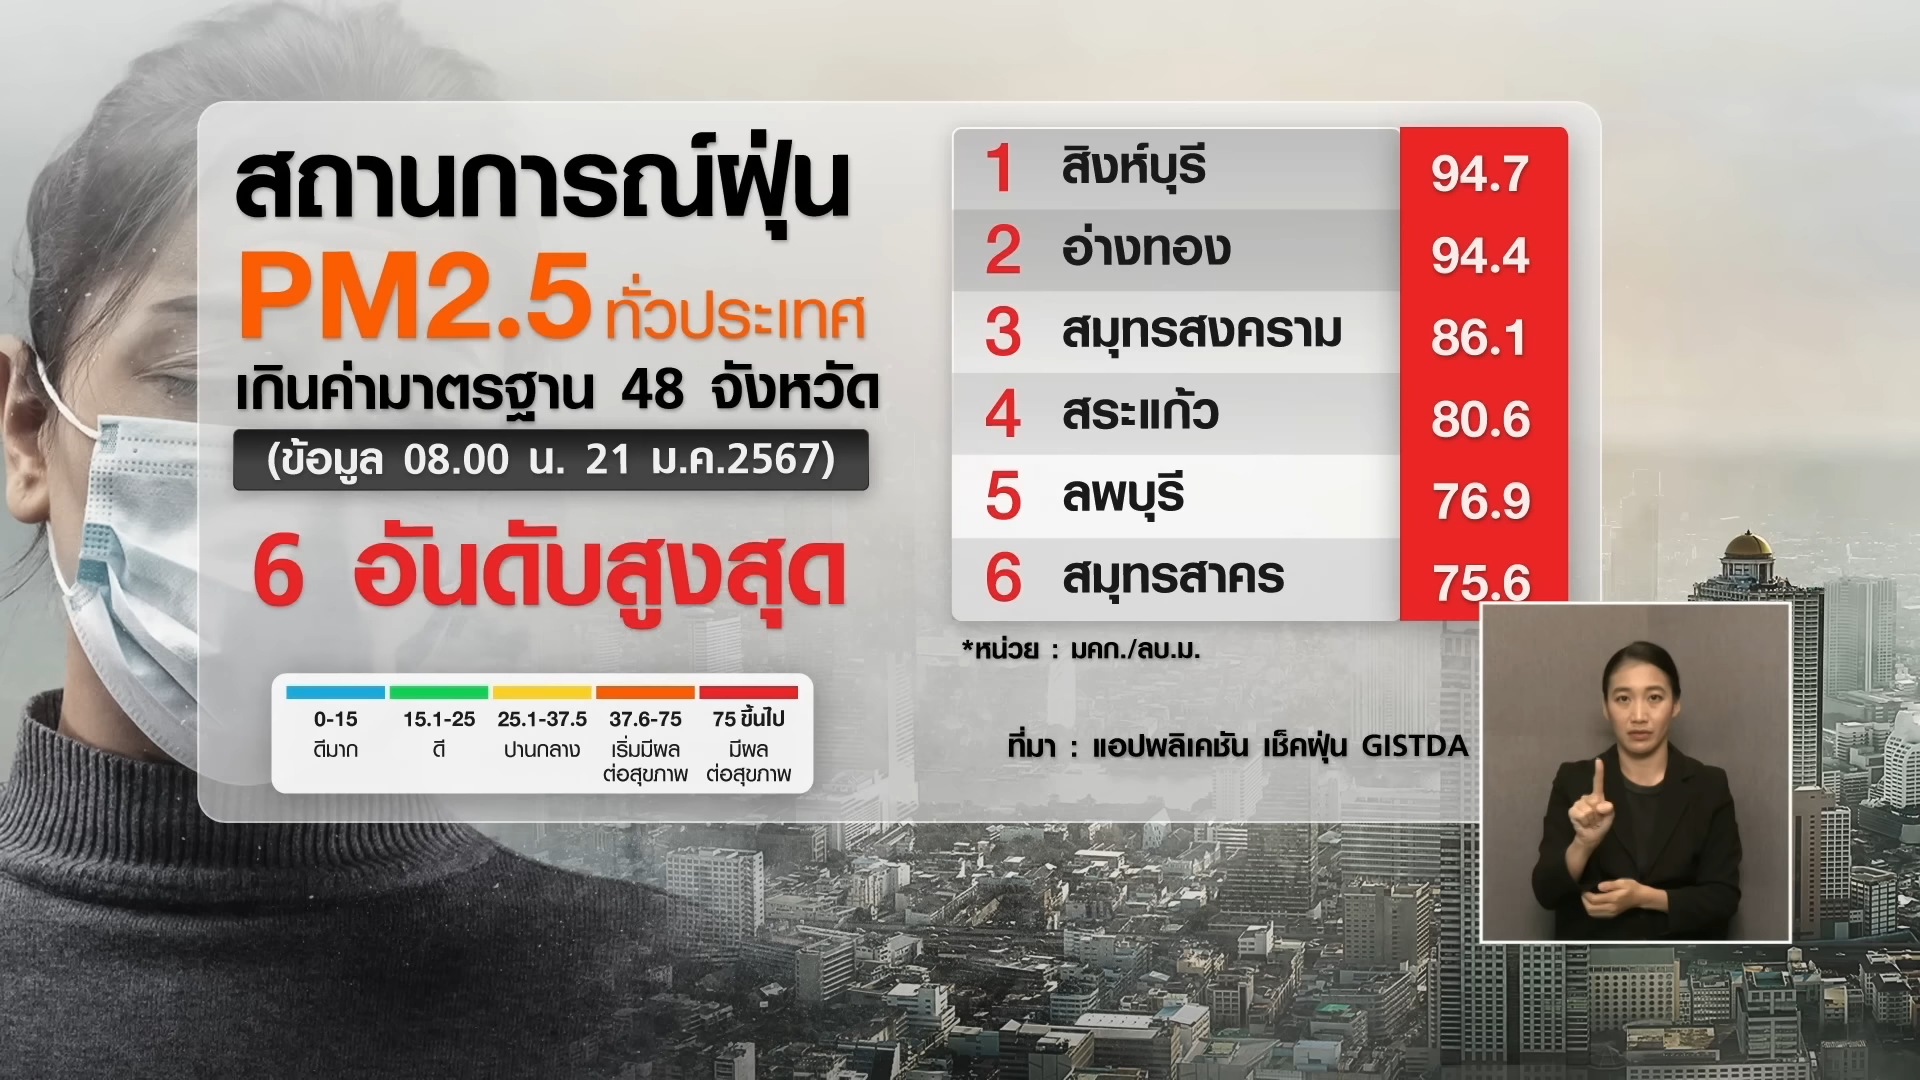 สถานการณ์ฝุ่น
PM2.5 ทั่วประเทศ
เกินค่ามาตรฐาน 48 จังหวัด
(ข้อมูล 08.00 น. 21 ม.ค.2567)
6 อันดับสูงสุด
0-15 15.1-25 25.1-37.5 37.6-75 75 ขึ้นไป
ดีมาก ดี ปานกลาง เริ่มมีผล มีผล
ต่อสุขภาพ ต่อสุขภาพ
1 สิงห์บุรี 94.7
2 อ่างทอง 94.4
3 สมุทรสงคราม 86.1
4 สระแก้ว 80.6
5 ลพบุรี 76.9
6 สมุทรสาคร 75.6
*หน่วย : มคก./ลบ.ม.
ที่มา : แอปพลิเคชัน เช็คฝุ่น GISTDA